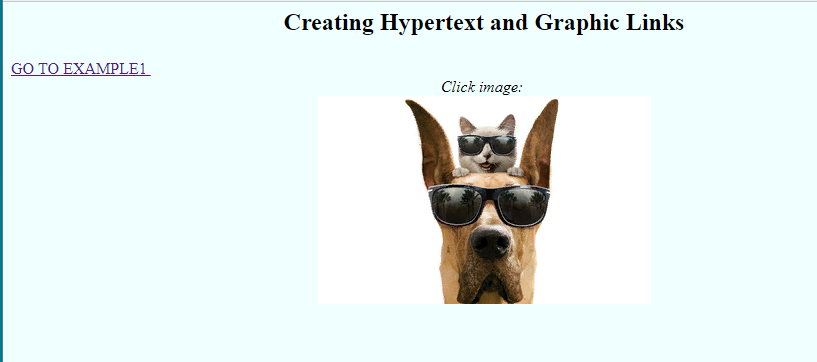 Creating Hypertext and Graphic Links
GO TO EXAMPLE1
Click image: